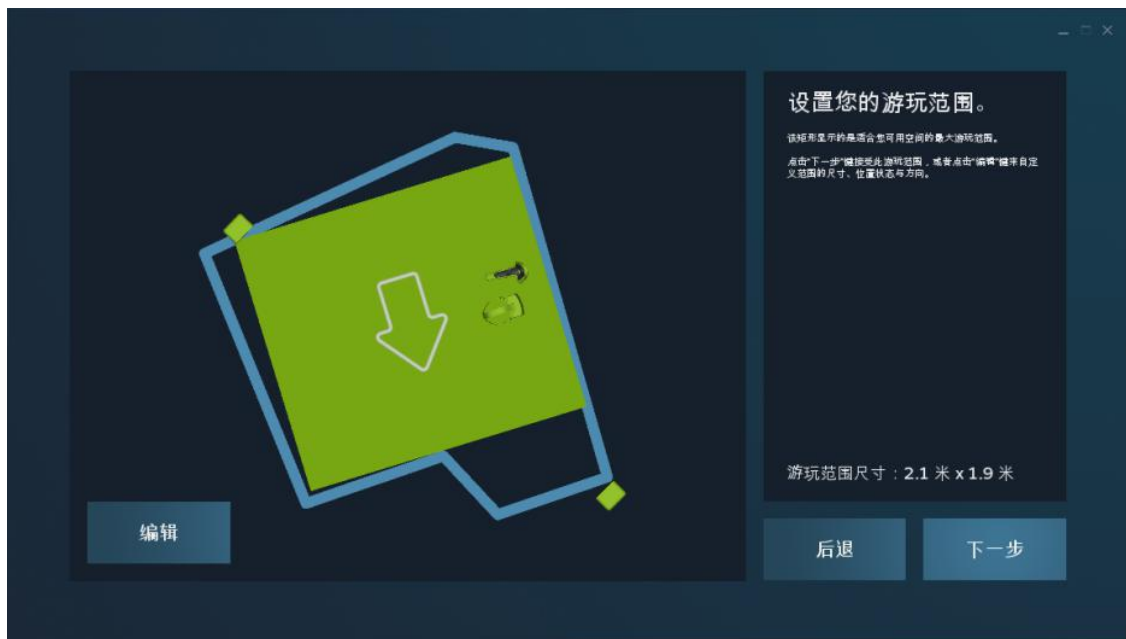 设置您的游玩范围。
该矩形显示的是适合您可用空间的最大游玩范围。
点击“下一步”键接受此游玩范围，或者点击“编辑”键来自定
义范围的尺寸、位置状态与方向。
游玩范围尺寸：2.1 米 x 1.9 米
编辑
后退
下一步